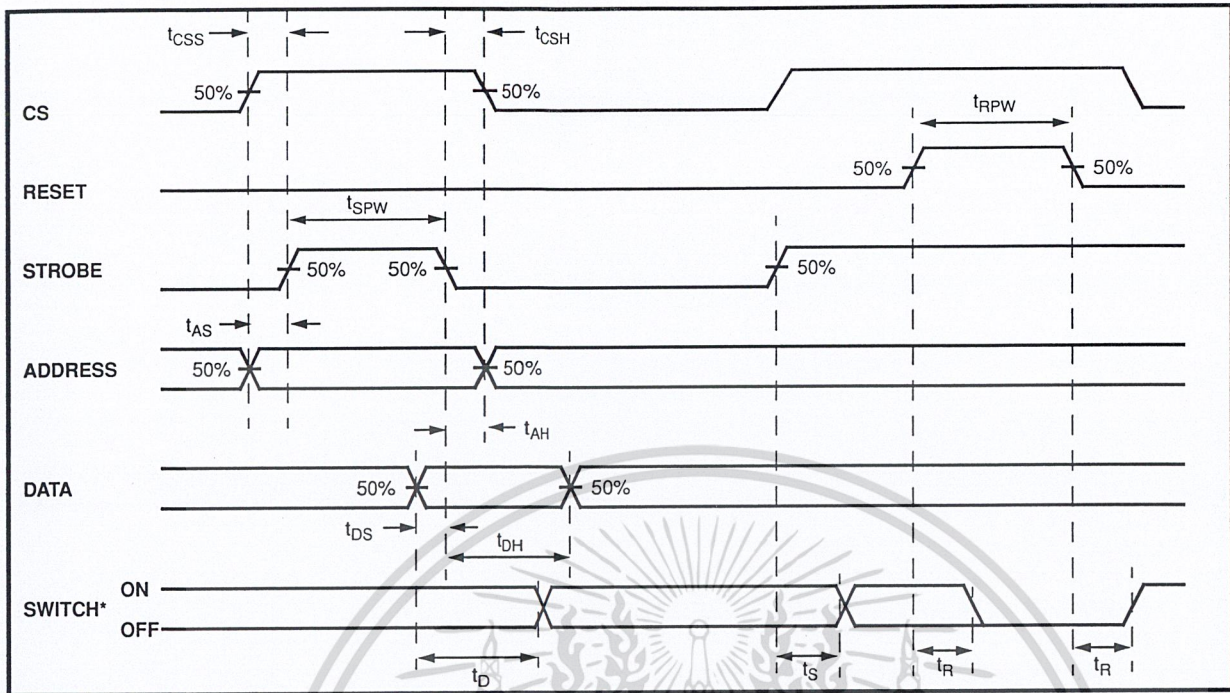 tCSS
tCSH
CS
50%
50%
tRPW
RESET
50%
50%
tSPW
STROBE
50%
50%
50%
tAS
ADDRESS
50%
50%
tAH
DATA
50%
50%
tDS
tDH
SWITCH*
ON
OFF
tD
tS
tR
tR